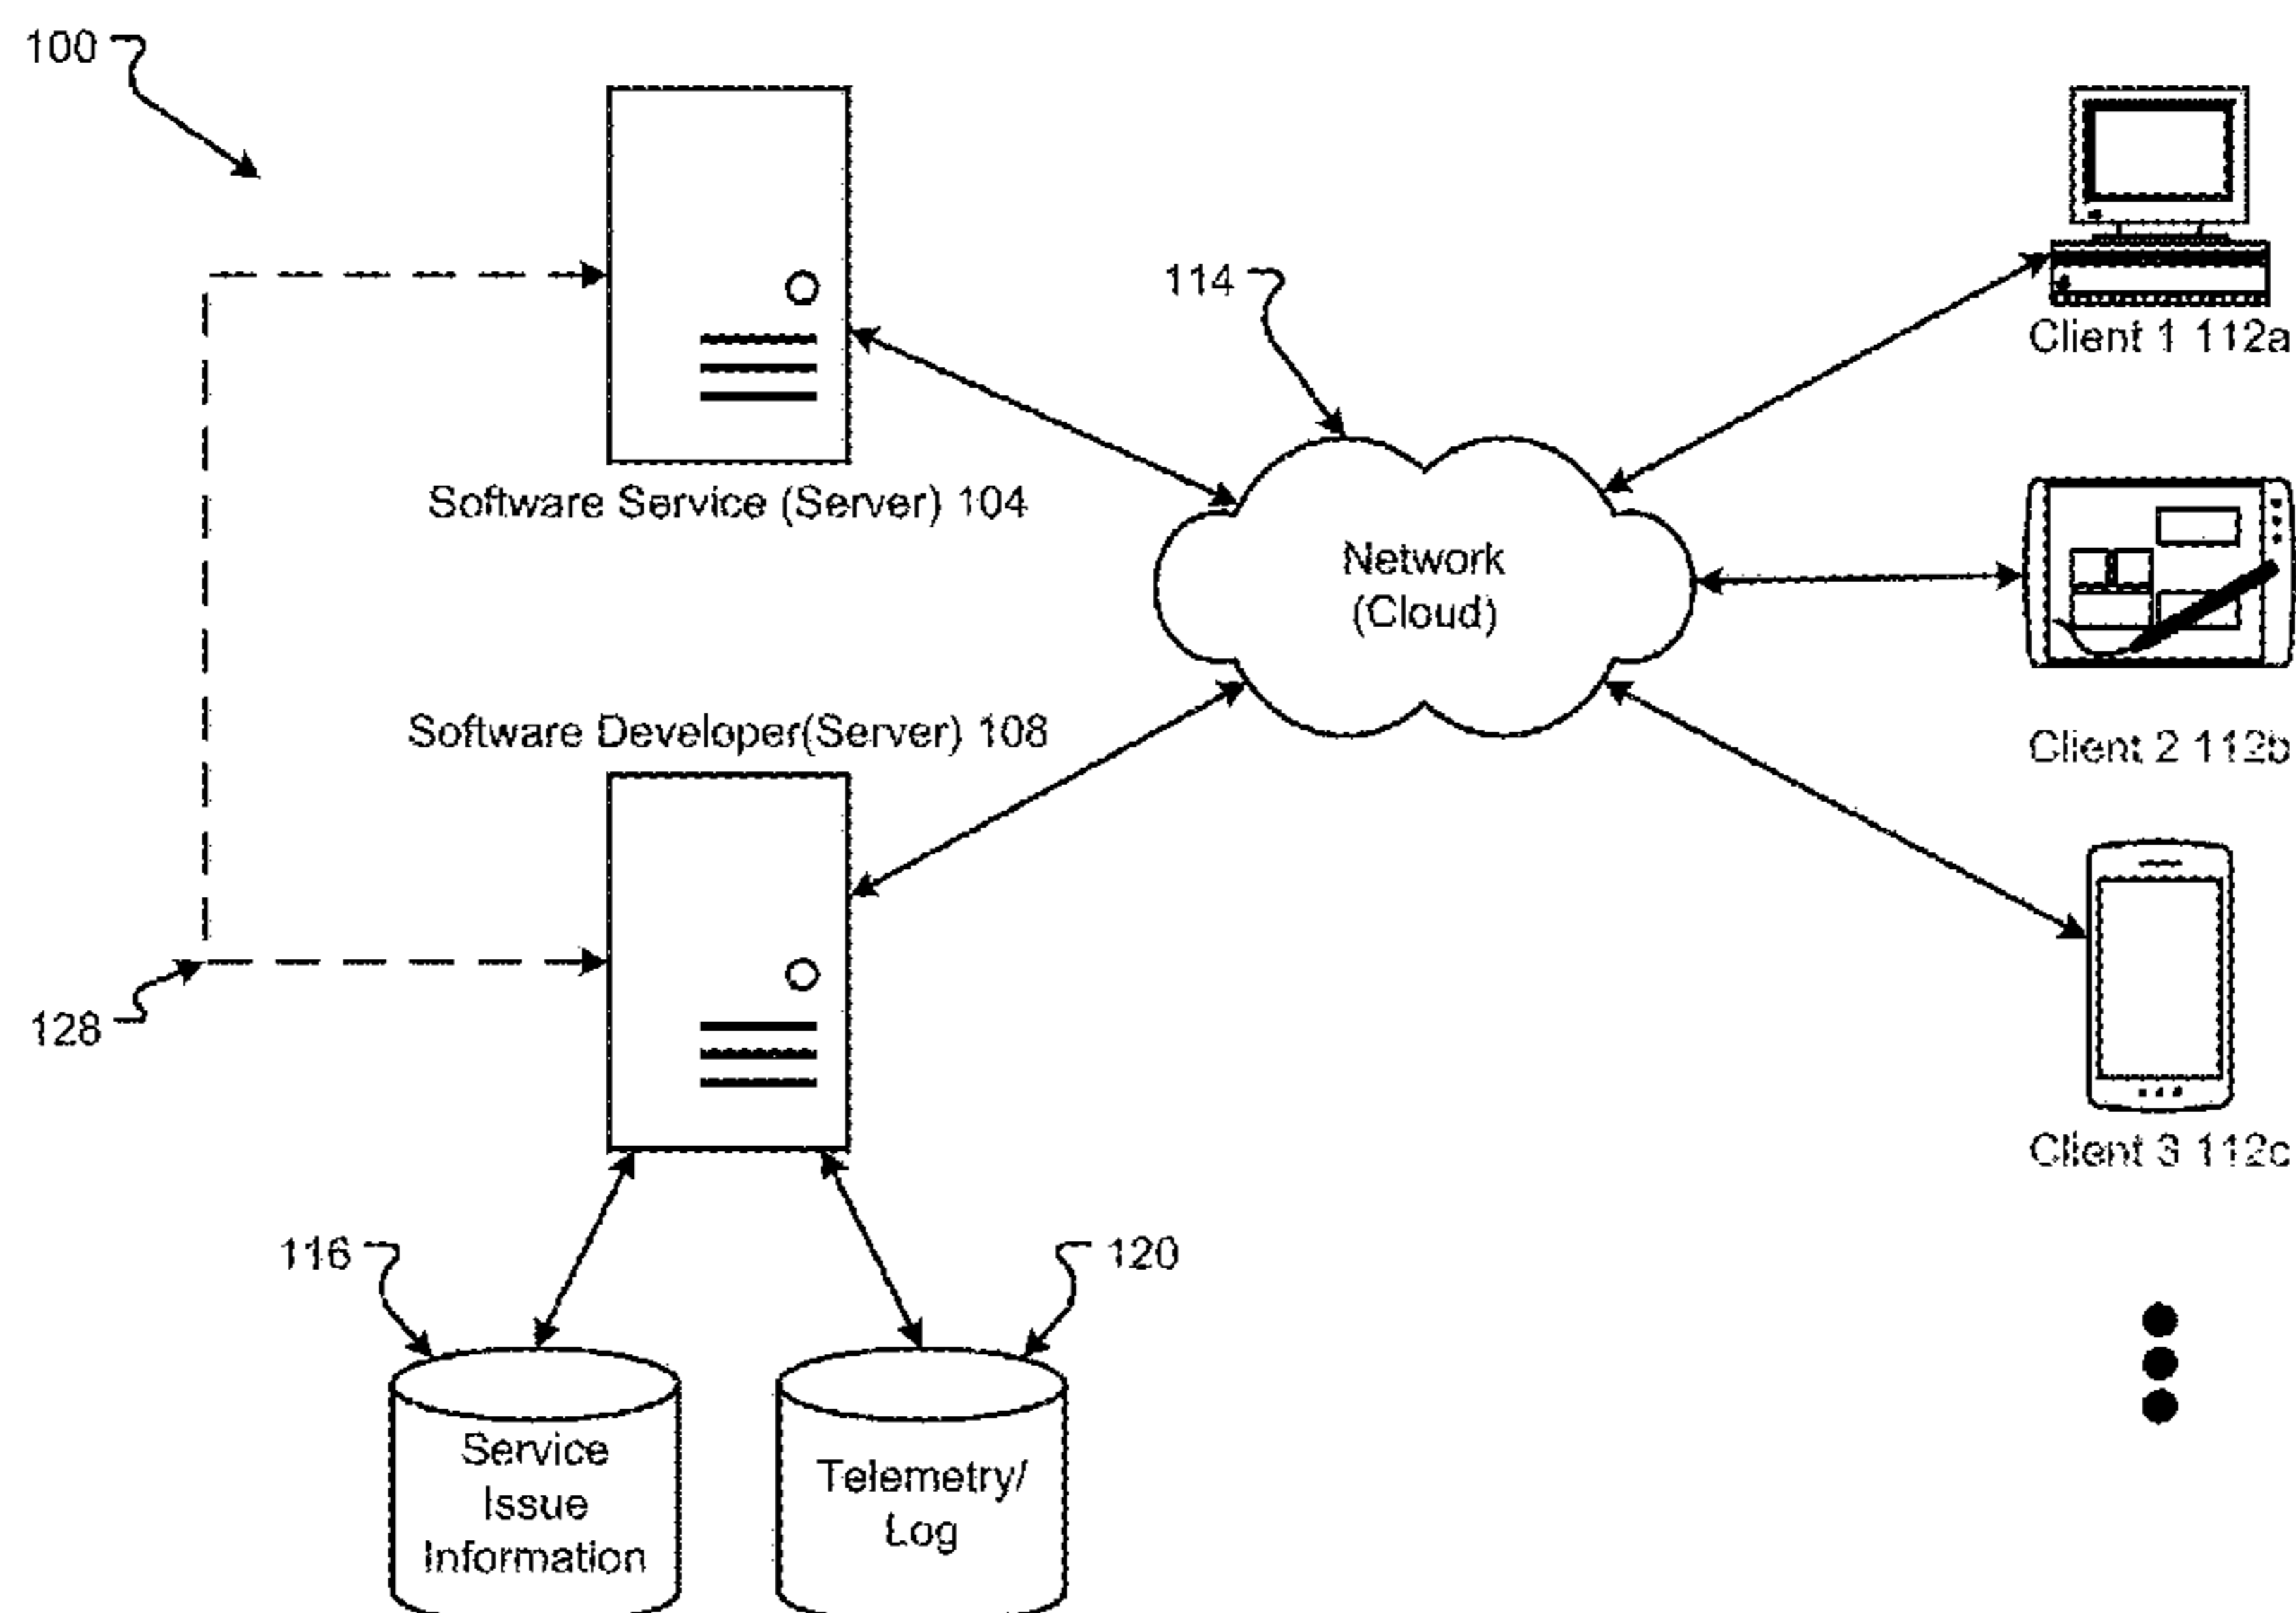 100
114
Client 1 112a
Software Service (Server) 104
Network
(Cloud)
Software Developer(Server) 108
Client 2 112b
128
Client 3 112c
116
120
Service
Issue
Information
Telemetry/
Log